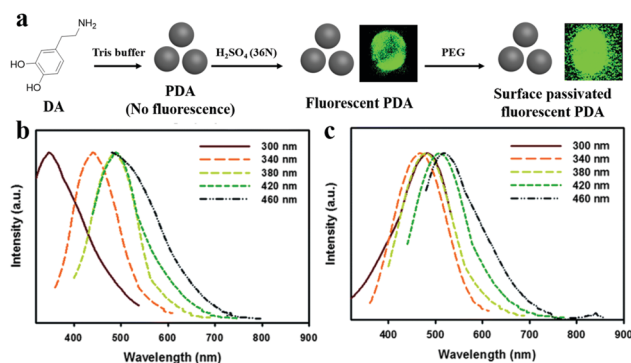 a
NH₂
HO
HO
DA
Tris buffer
PDA
(No fluorescence)
H₂SO₄ (36N)
Fluorescent PDA
PEG
Surface passivated
fluorescent PDA
b
300 nm
340 nm
380 nm
420 nm
460 nm
Intensity (a.u.)
400 500 600 700 800 900
Wavelength (nm)
c
300 nm
340 nm
380 nm
420 nm
460 nm
Intensity (a.u.)
400 500 600 700 800 900
Wavelength (nm)